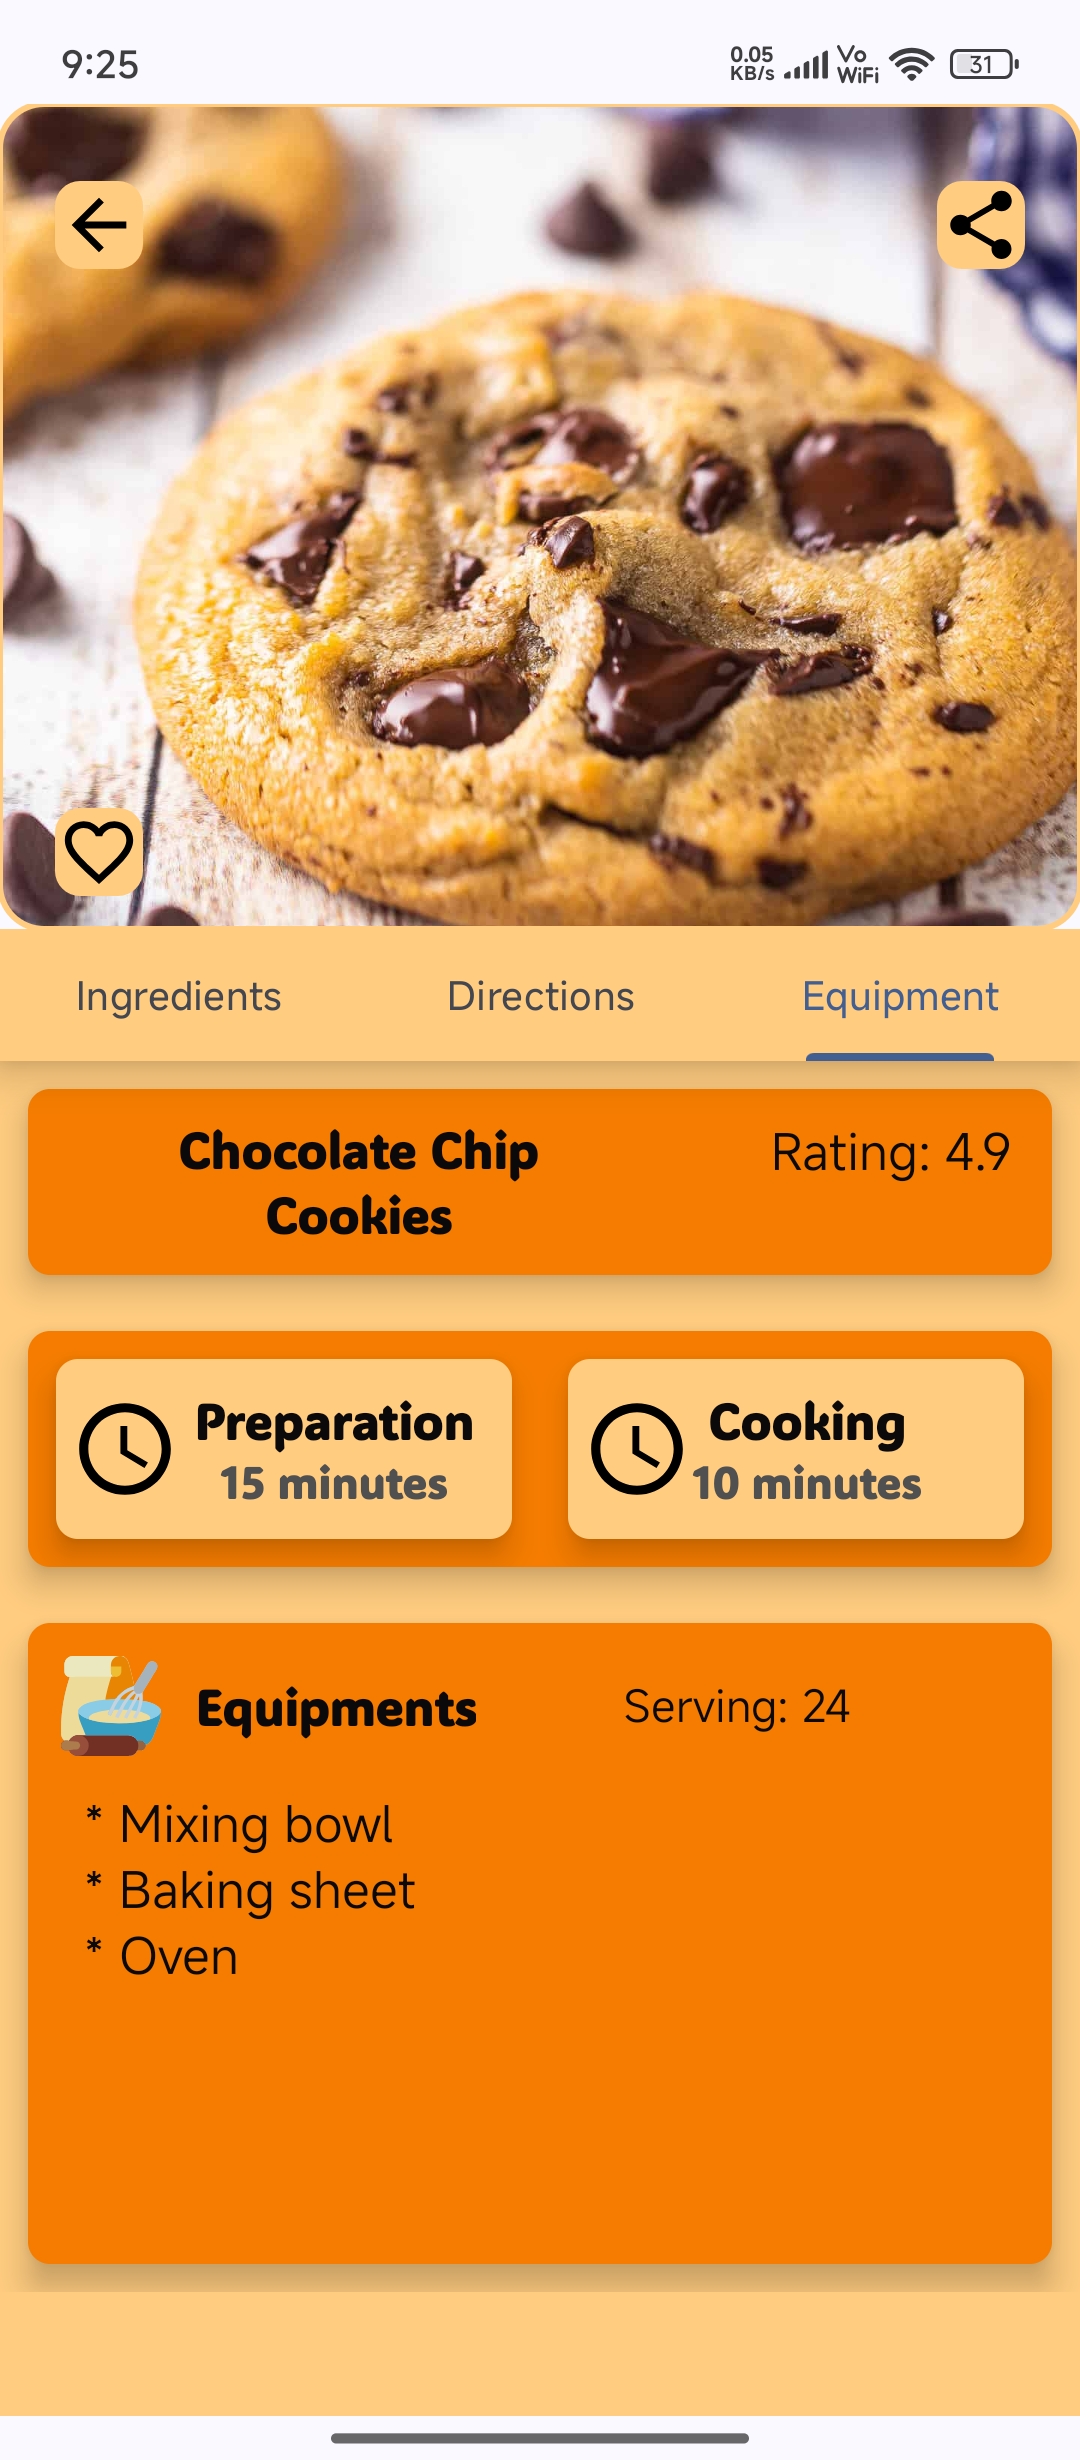 9:25
0.05
KB/s
Vo
WiFi
31
Ingredients Directions Equipment
Chocolate Chip
Cookies
Rating: 4.9
Preparation
15 minutes
Cooking
10 minutes
Equipments
Serving: 24
* Mixing bowl
* Baking sheet
* Oven